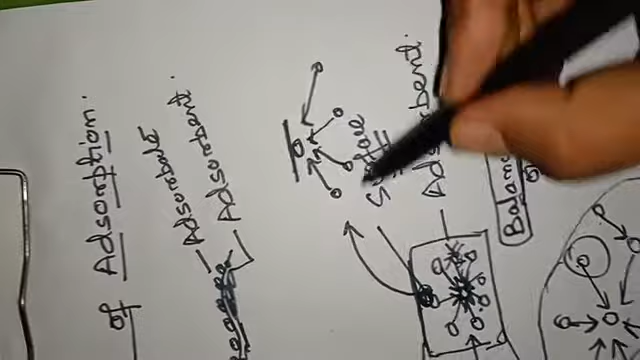 of Adsorption.
Adsorbate
Adsorbent.
Surface
Adsorbent.
Balance